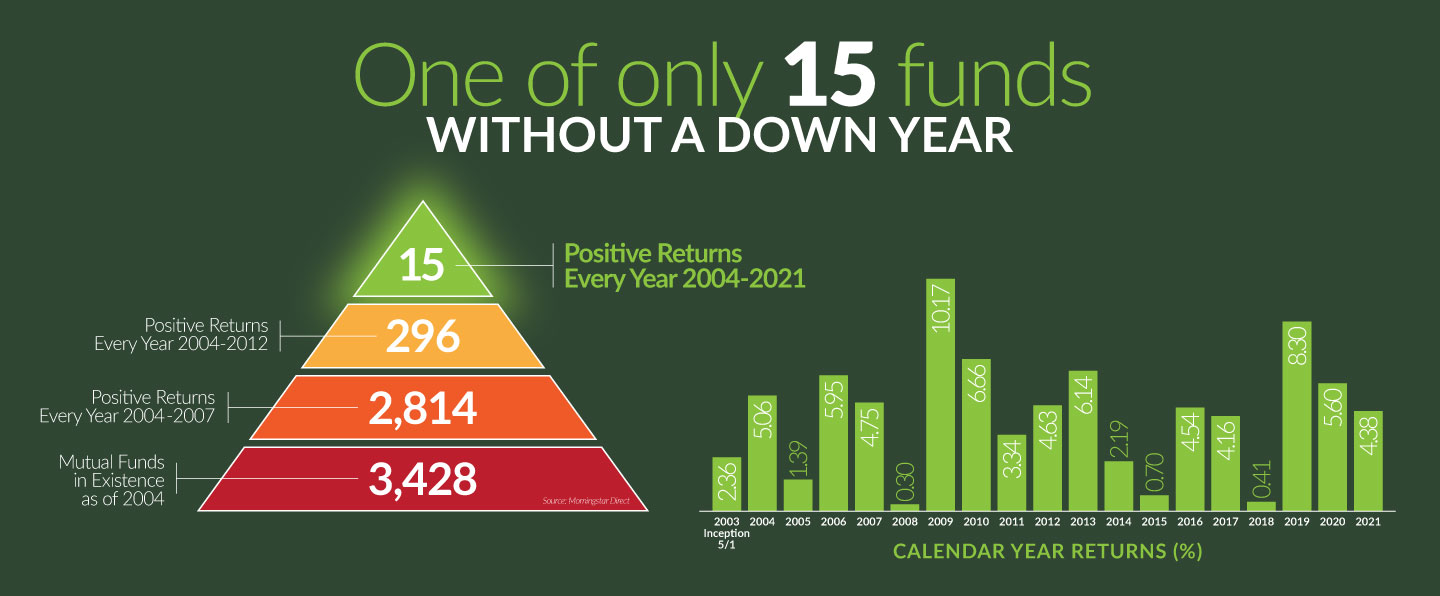 One of only 15 funds
WITHOUT A DOWN YEAR
15
Positive Returns
Every Year 2004-2021
Positive Returns
Every Year 2004-2012
296
Positive Returns
Every Year 2004-2007
2,814
Mutual Funds
in Existence
as of 2004
3,428
Source: Morningstar Direct
2.36
5.06
1.39
5.95
4.75
0.30
10.17
6.66
3.34
4.63
6.14
2.19
0.70
4.54
4.16
0.41
8.30
5.60
4.38
2003 2004 2005 2006 2007 2008 2009 2010 2011 2012 2013 2014 2015 2016 2017 2018 2019 2020 2021
Inception
5/1
CALENDAR YEAR RETURNS (%)